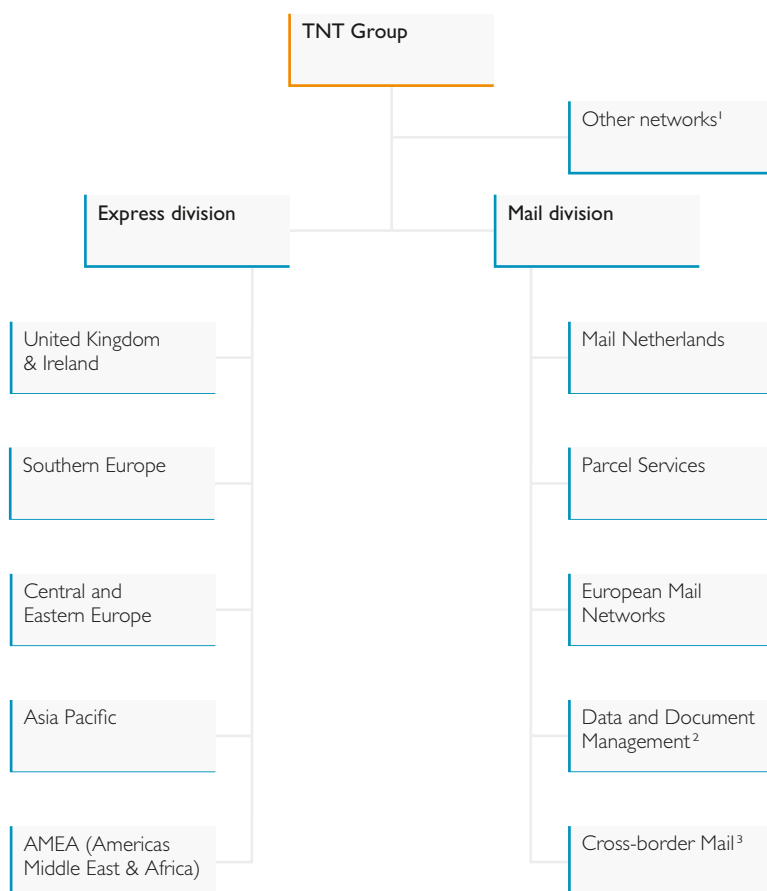 TNT Group
Other networks¹
Express division
Mail division
United Kingdom
& Ireland
Mail Netherlands
Southern Europe
Parcel Services
Central and
Eastern Europe
European Mail
Networks
Asia Pacific
Data and Document
Management²
AMEA (Americas
Middle East & Africa)
Cross-border Mail³